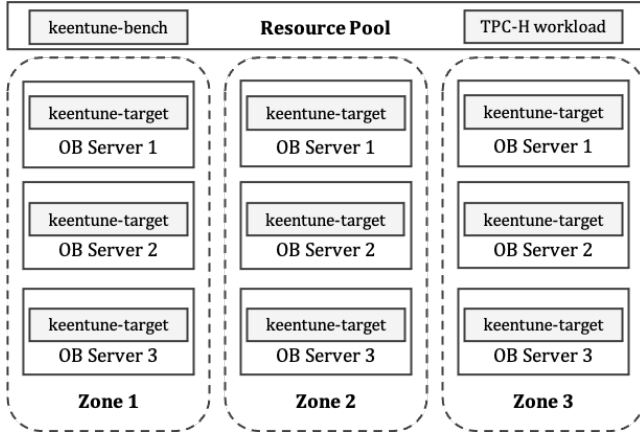 keentune-bench Resource Pool TPC-H workload
keentune-target keentune-target keentune-target
OB Server 1 OB Server 1 OB Server 1
keentune-target keentune-target keentune-target
OB Server 2 OB Server 2 OB Server 2
keentune-target keentune-target keentune-target
OB Server 3 OB Server 3 OB Server 3
Zone 1 Zone 2 Zone 3